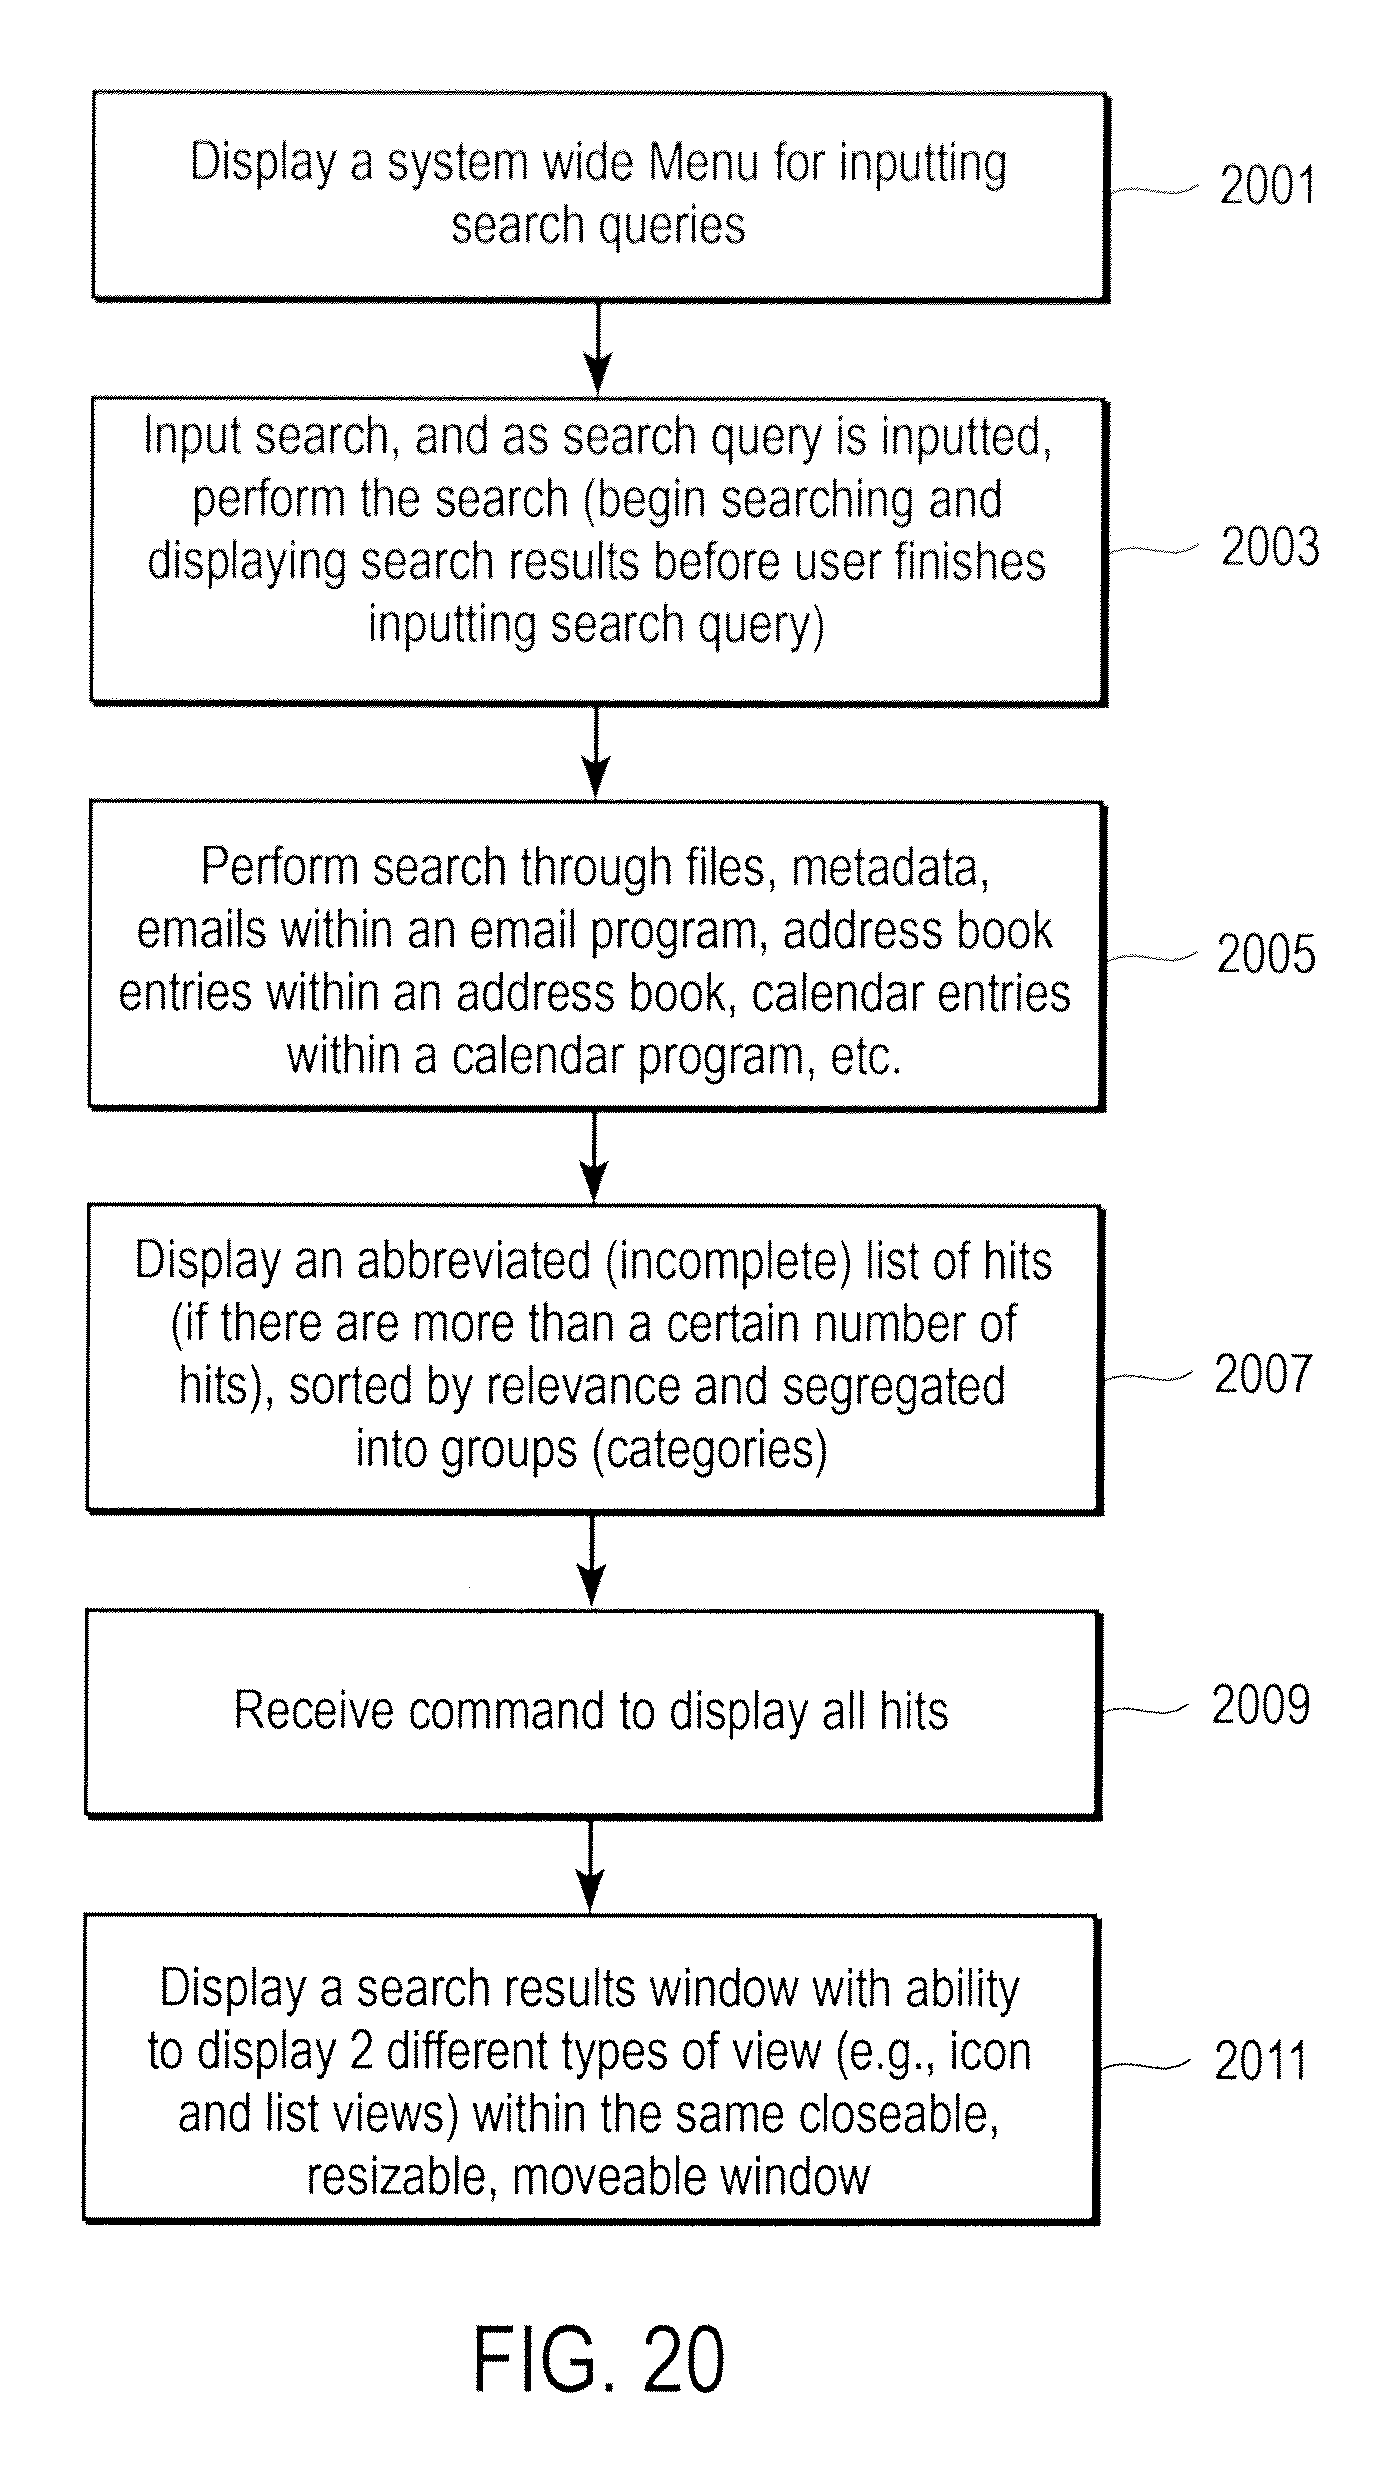 Display a system wide Menu for inputting
search queries
2001
Input search, and as search query is inputted,
perform the search (begin searching and
displaying search results before user finishes
inputting search query)
2003
Perform search through files, metadata,
emails within an email program, address book
entries within an address book, calendar entries
within a calendar program, etc.
2005
Display an abbreviated (incomplete) list of hits
(if there are more than a certain number of
hits), sorted by relevance and segregated
into groups (categories)
2007
Receive command to display all hits
2009
Display a search results window with ability
to display 2 different types of view (e.g., icon
and list views) within the same closeable,
resizable, moveable window
2011
FIG. 20